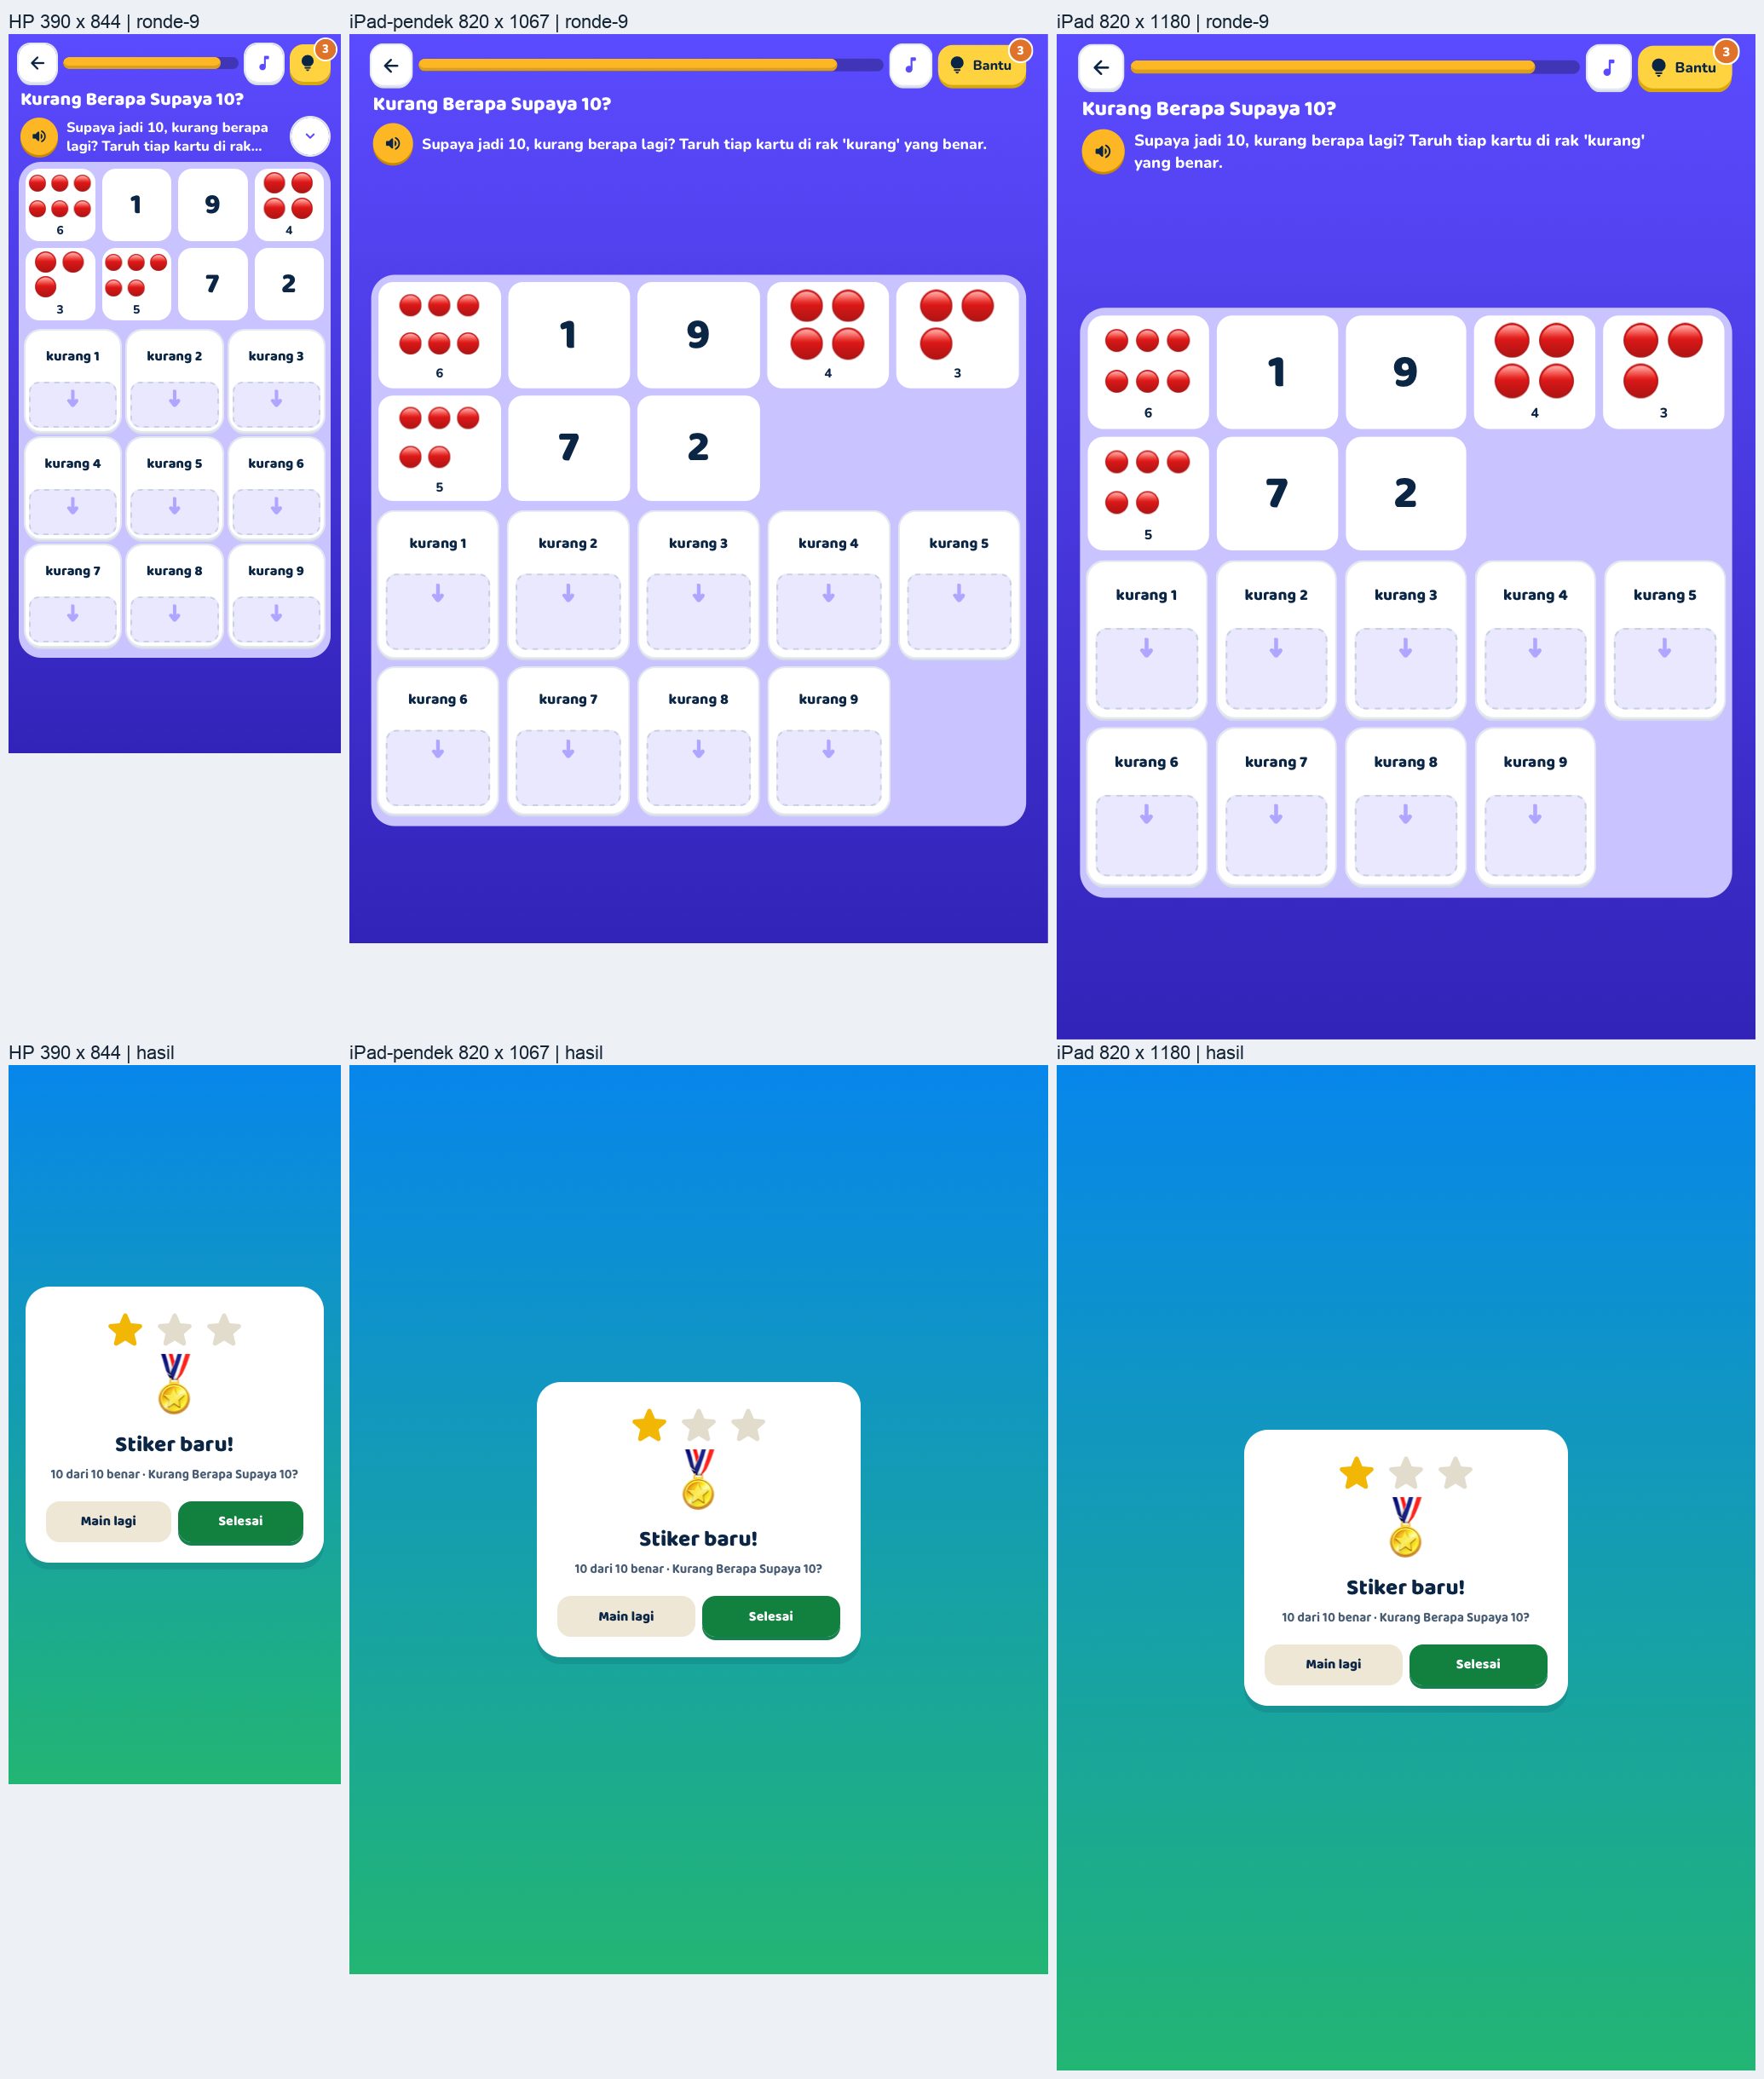 HP 390 x 844 | ronde-9
3
Kurang Berapa Supaya 10?
Supaya jadi 10, kurang berapa
lagi? Taruh tiap kartu di rak...
6
1
9
4
3
5
7
2
kurang 1
kurang 2
kurang 3
kurang 4
kurang 5
kurang 6
kurang 7
kurang 8
kurang 9
iPad-pendek 820 x 1067 | ronde-9
Bantu
3
Kurang Berapa Supaya 10?
Supaya jadi 10, kurang berapa lagi? Taruh tiap kartu di rak 'kurang' yang benar.
6
1
9
4
3
5
7
2
kurang 1
kurang 2
kurang 3
kurang 4
kurang 5
kurang 6
kurang 7
kurang 8
kurang 9
iPad 820 x 1180 | ronde-9
Bantu
3
Kurang Berapa Supaya 10?
Supaya jadi 10, kurang berapa lagi? Taruh tiap kartu di rak 'kurang'
yang benar.
6
1
9
4
3
5
7
2
kurang 1
kurang 2
kurang 3
kurang 4
kurang 5
kurang 6
kurang 7
kurang 8
kurang 9
HP 390 x 844 | hasil
Stiker baru!
10 dari 10 benar · Kurang Berapa Supaya 10?
Main lagi
Selesai
iPad-pendek 820 x 1067 | hasil
Stiker baru!
10 dari 10 benar · Kurang Berapa Supaya 10?
Main lagi
Selesai
iPad 820 x 1180 | hasil
Stiker baru!
10 dari 10 benar · Kurang Berapa Supaya 10?
Main lagi
Selesai